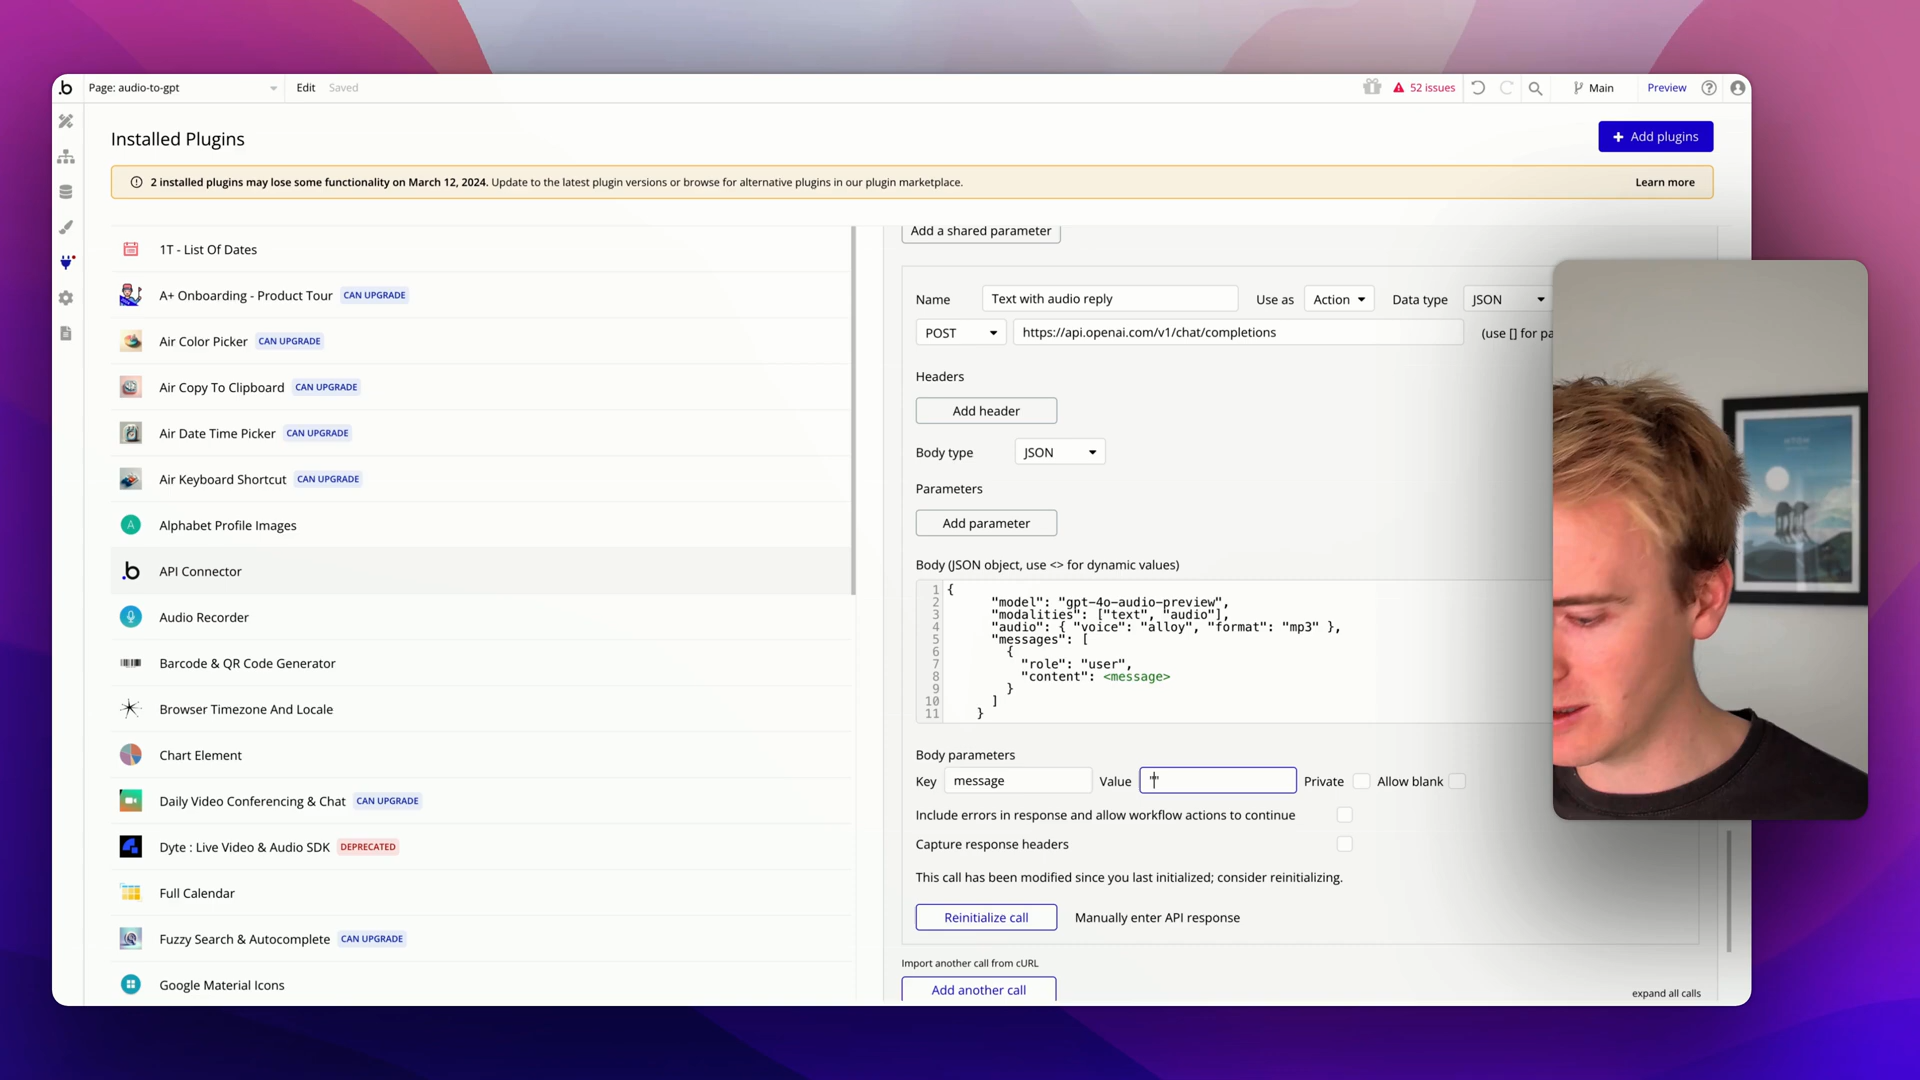 Page: audio-to-gpt
Edit
Saved
52 issues
Main
Preview
Installed Plugins
+ Add plugins
2 installed plugins may lose some functionality on March 12, 2024. Update to the latest plugin versions or browse for alternative plugins in our plugin marketplace.
Learn more
1T - List Of Dates
A+ Onboarding - Product Tour CAN UPGRADE
Air Color Picker CAN UPGRADE
Air Copy To Clipboard CAN UPGRADE
Air Date Time Picker CAN UPGRADE
Air Keyboard Shortcut CAN UPGRADE
A Alphabet Profile Images
.b API Connector
Audio Recorder
Barcode & QR Code Generator
Browser Timezone And Locale
Chart Element
Daily Video Conferencing & Chat CAN UPGRADE
Dyte : Live Video & Audio SDK DEPRECATED
Full Calendar
Fuzzy Search & Autocomplete CAN UPGRADE
Google Material Icons
Add a shared parameter
Name Text with audio reply Use as Action Data type JSON
POST https://api.openai.com/v1/chat/completions (use [] for pa
Headers
Add header
Body type JSON
Parameters
Add parameter
Body (JSON object, use <> for dynamic values)
1 {
2 "model": "gpt-4o-audio-preview",
3 "modalities": ["text", "audio"],
4 "audio": { "voice": "alloy", "format": "mp3" },
5 "messages": [
6 {
7 "role": "user",
8 "content": <message>
9 }
10 ]
11 }
Body parameters
Key message Value "" Private Allow blank
Include errors in response and allow workflow actions to continue
Capture response headers
This call has been modified since you last initialized; consider reinitializing.
Reinitialize call Manually enter API response
Import another call from cURL
Add another call
expand all calls